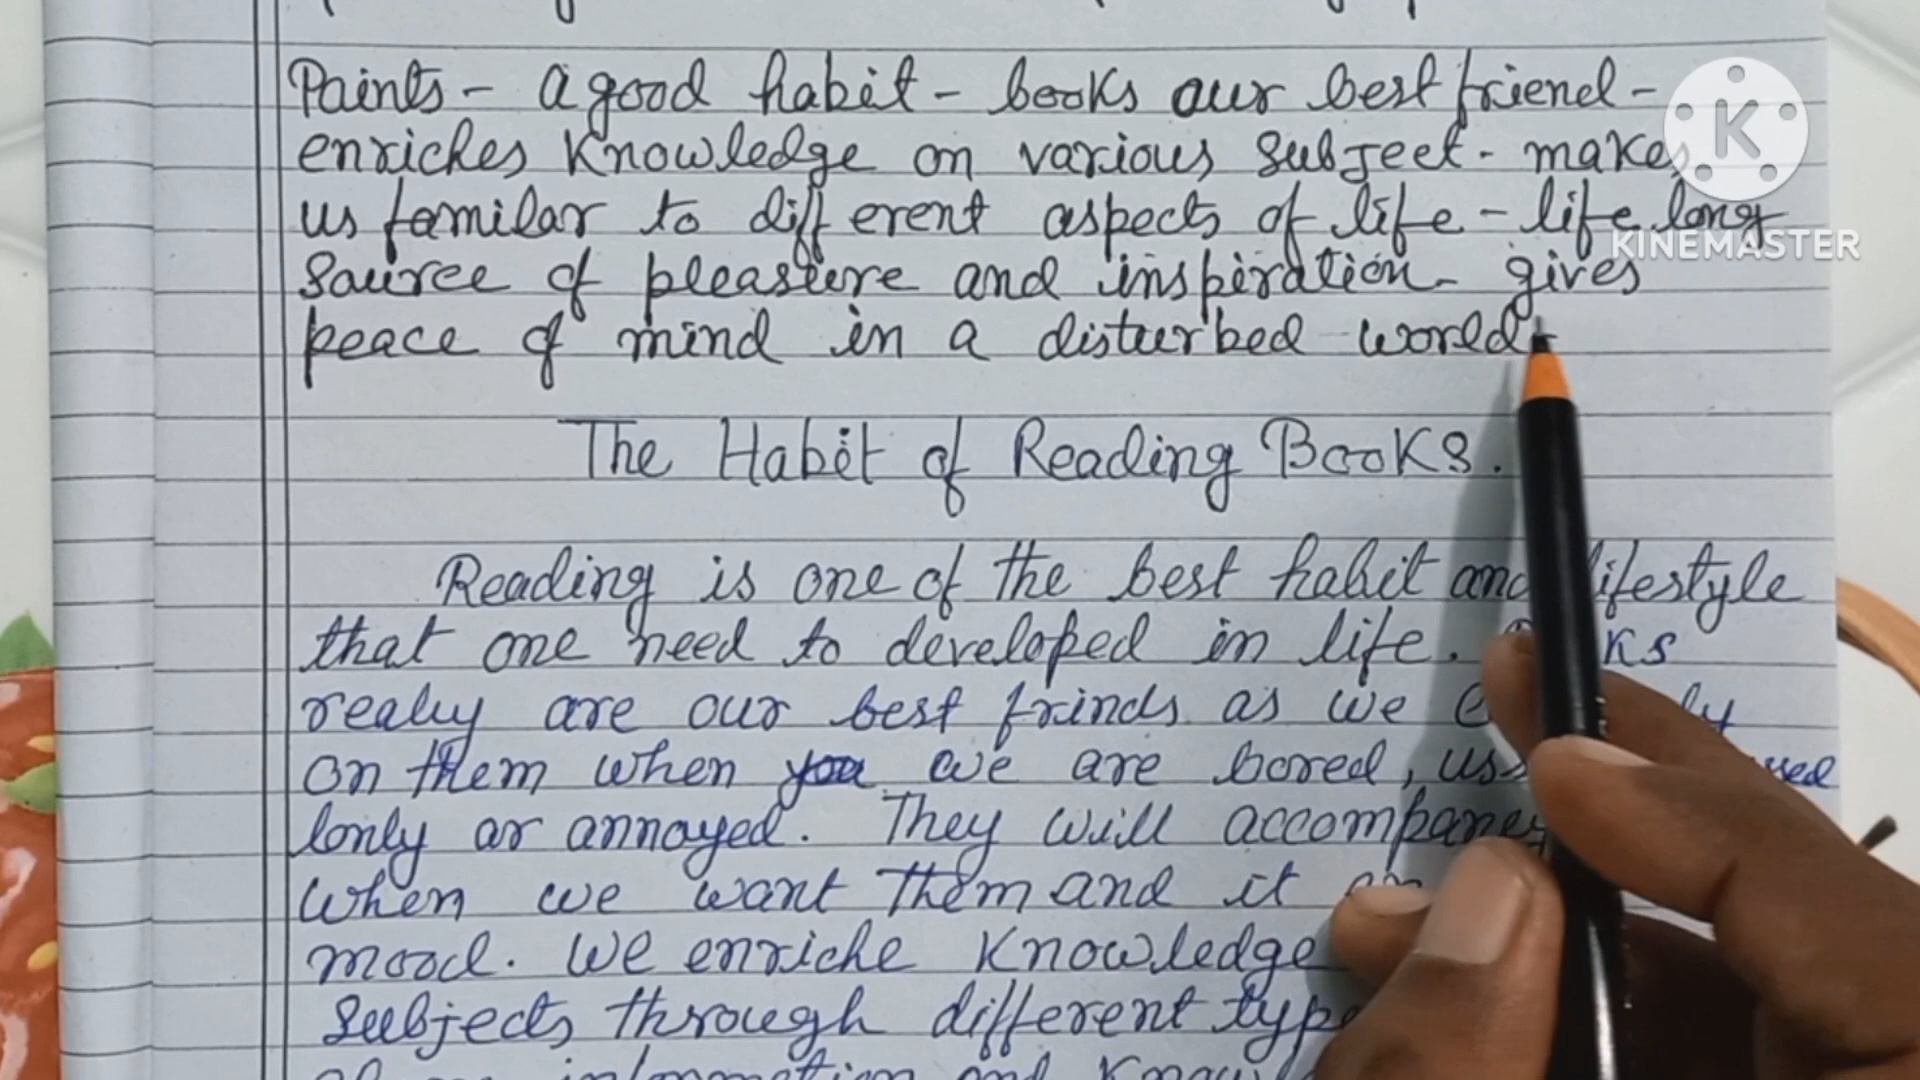 Points - a good habit - books our best friend -
enriches knowledge on various subject - makes
us familar to different aspects of life - life long
KINEMASTER
source of pleasure and inspiration - gives
peace of mind in a disturbed world.
The Habit of Reading Books.
Reading is one of the best habit and lifestyle
that one need to developed in life.
realy are our best frinds as we
on them when we are bored,
lonly or annoyed. They will accompany
when we want them and it
mood. We enriche knowledge
subjects through different type
information and